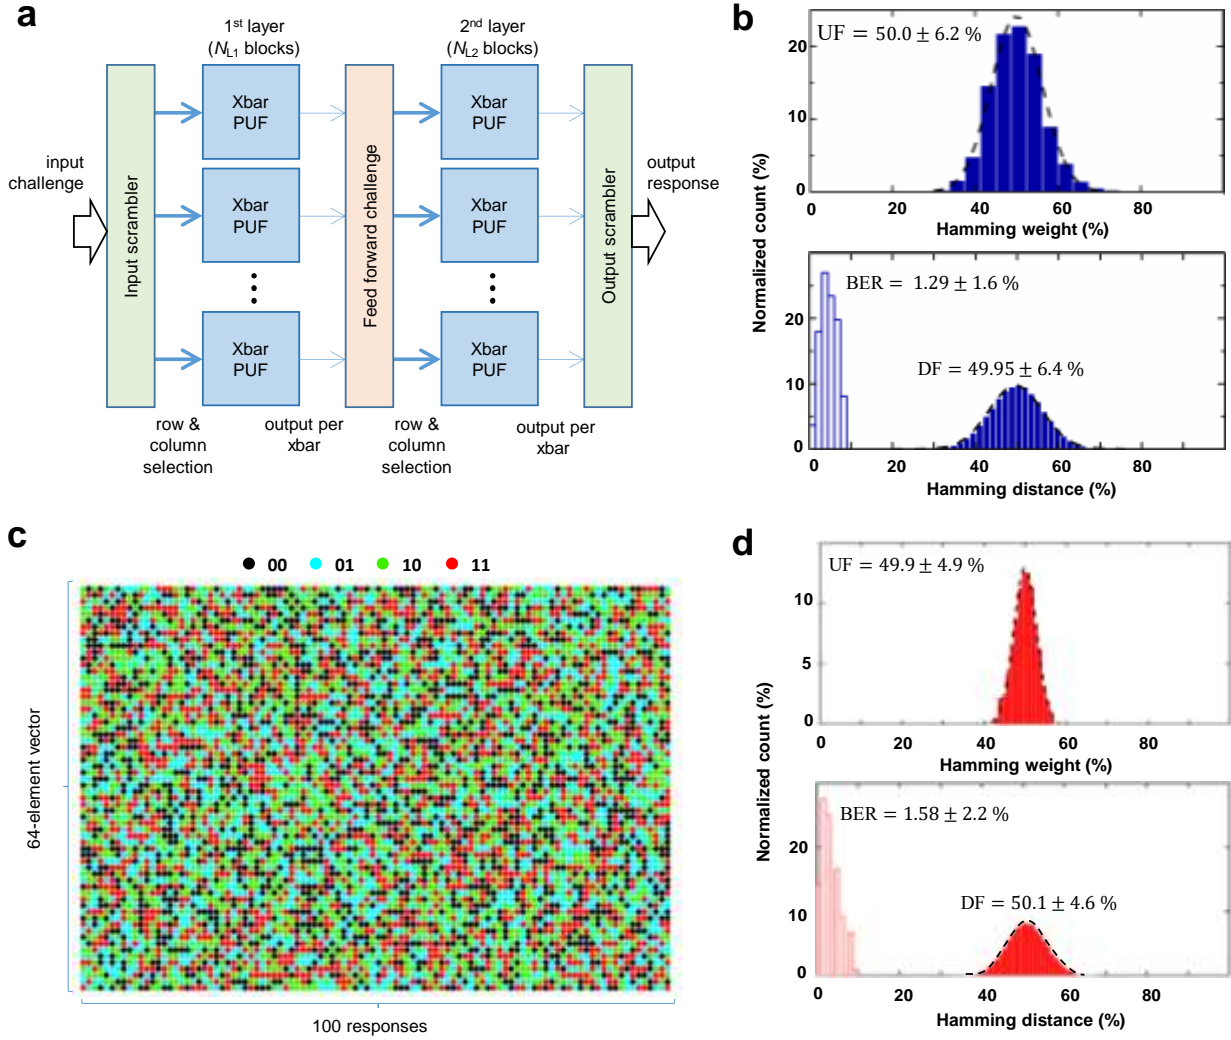 a
1st layer
(NL1 blocks)
2nd layer
(NL2 blocks)
input
challenge
Input scrambler
Xbar
PUF
Xbar
PUF
Xbar
PUF
Feed forward challenge
Xbar
PUF
Xbar
PUF
Xbar
PUF
Output scrambler
output
response
row &
column
selection
output per
xbar
row &
column
selection
output per
xbar
b
UF = 50.0 ± 6.2 %
20
10
0
0 20 40 60 80
Hamming weight (%)
Normalized count (%)
BER = 1.29 ± 1.6 %
DF = 49.95 ± 6.4 %
20
10
0
0 20 40 60 80
Hamming distance (%)
c
00 01 10 11
64-element vector
100 responses
d
UF = 49.9 ± 4.9 %
10
5
0
0 20 40 60 80
Hamming weight (%)
Normalized count (%)
BER = 1.58 ± 2.2 %
DF = 50.1 ± 4.6 %
20
10
0
0 20 40 60 80
Hamming distance (%)